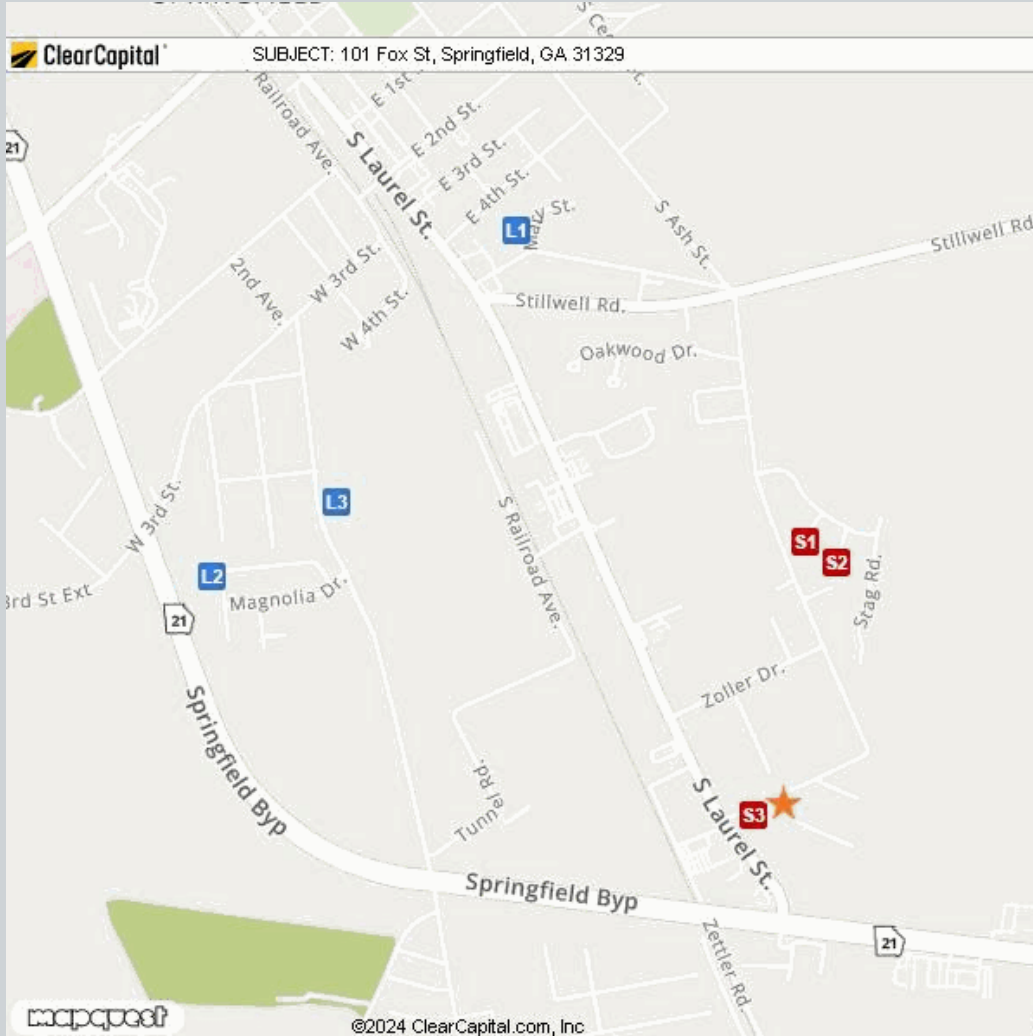 ClearCapital
SUBJECT: 101 Fox St, Springfield, GA 31329
21
Railroad Ave.
E 1st
E 2nd St.
E 3rd St.
E 4th St.
S Laurel St.
L1
Mary St.
S Ash St.
Stillwell Rd
Stillwell Rd.
2nd Ave.
W 3rd St.
W 4th St.
Oakwood Dr.
W 3rd St.
L3
S1
S2
L2
Magnolia Dr.
3rd St Ext
S Railroad Ave.
Stag Rd.
21
Zoller Dr.
Springfield Byp
Tunnel Rd.
S Laurel St.
S3
Springfield Byp
Zettler Rd.
21
mapquest
©2024 ClearCapital.com, Inc